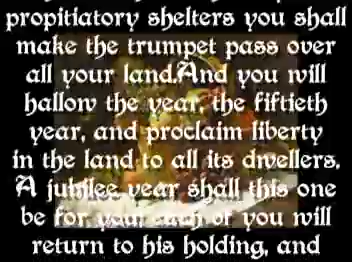 propitiatory shelters you shall
make the trumpet pass over
all your land.And you will
hallow the year, the fiftieth
year, and proclaim liberty
in the land to all its dwellers.
A jubilee year shall this one
be for you: each of you will
return to his holding, and